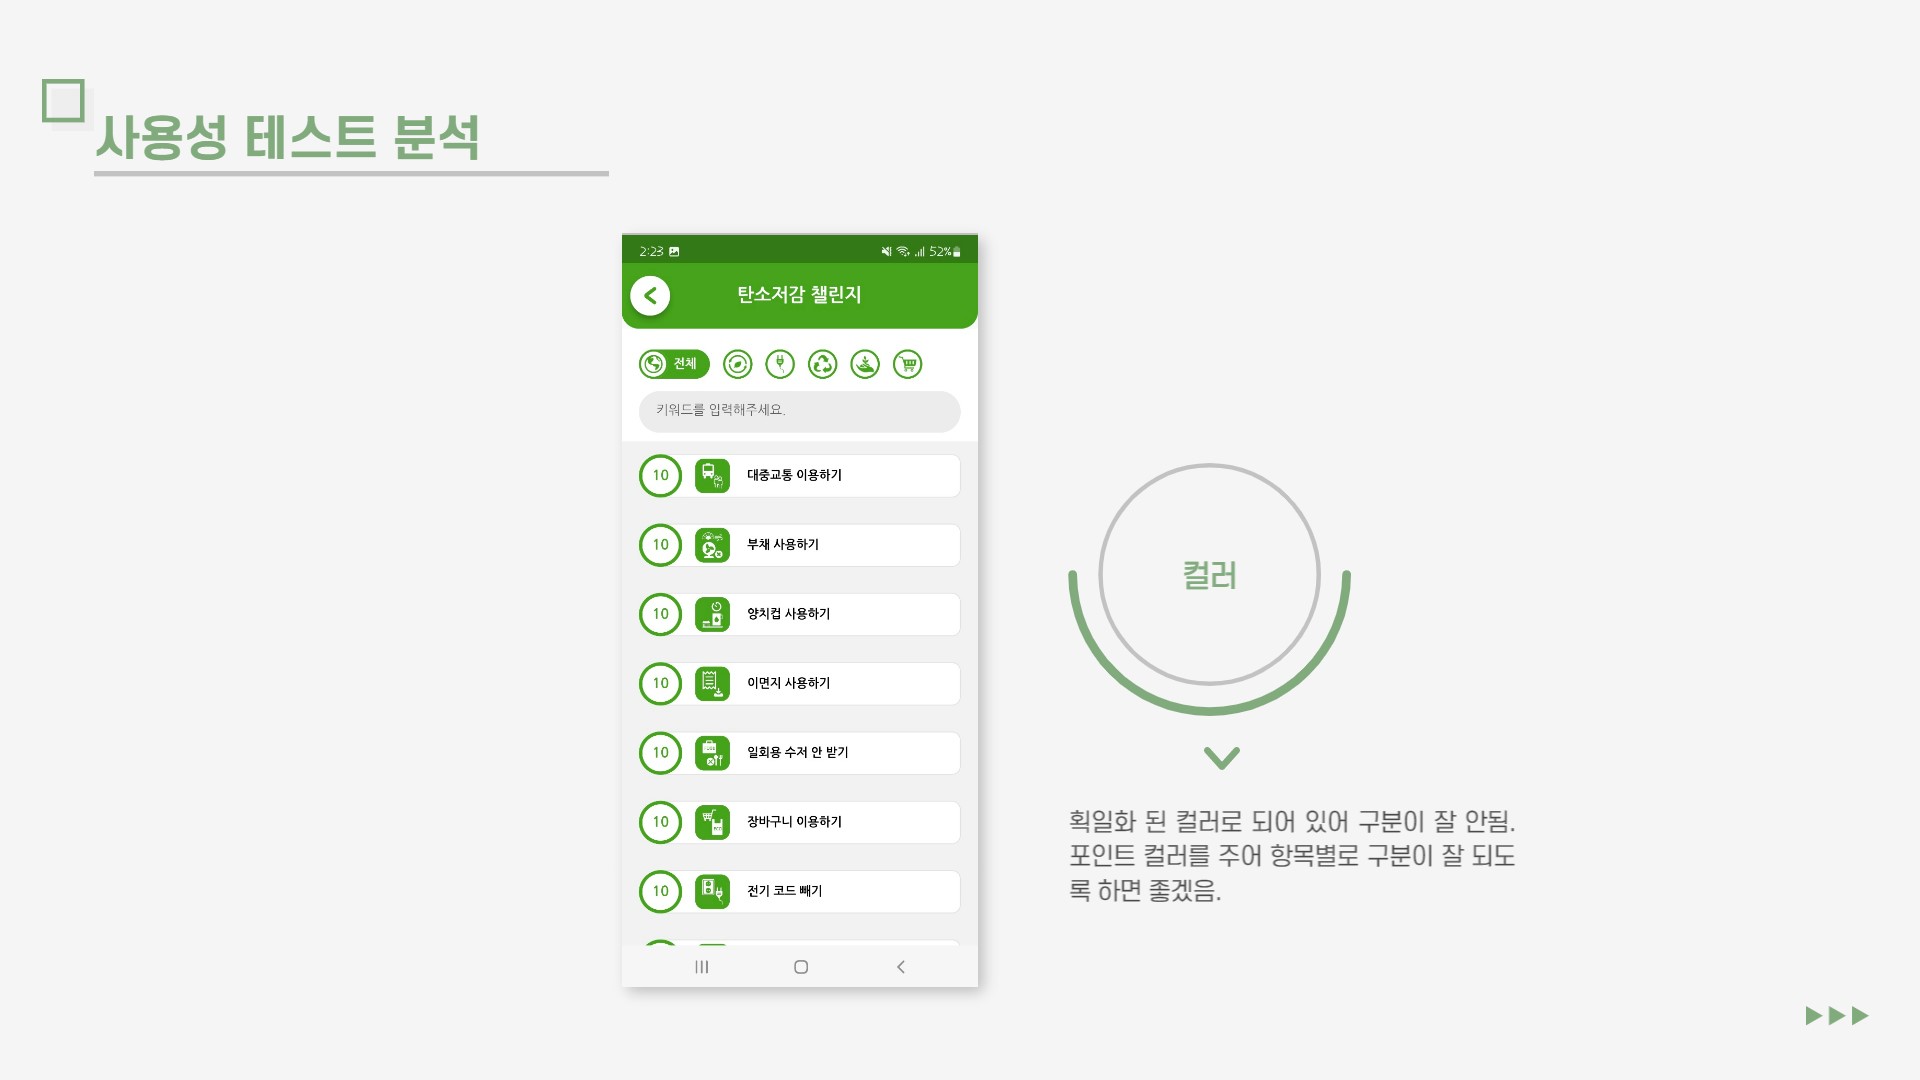 사용성 테스트 분석
2:23
52%
탄소저감 챌린지
전체
키워드를 입력해주세요.
10 대중교통 이용하기
10 부채 사용하기
10 양치컵 사용하기
10 이면지 사용하기
10 일회용 수저 안 받기
10 장바구니 이용하기
10 전기 코드 빼기
컬러
획일화 된 컬러로 되어 있어 구분이 잘 안됨.
포인트 컬러를 주어 항목별로 구분이 잘 되도
록 하면 좋겠음.